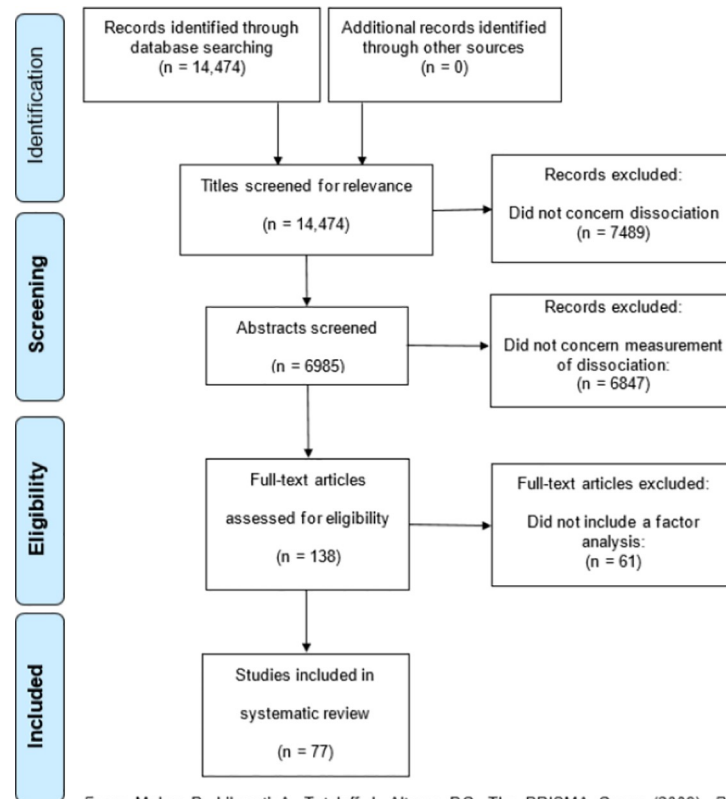 Identification
Records identified through
database searching
(n = 14,474)
Additional records identified
through other sources
(n = 0)
Titles screened for relevance
(n = 14,474)
Records excluded:
Did not concern dissociation
(n = 7489)
Screening
Abstracts screened
(n = 6985)
Records excluded:
Did not concern measurement
of dissociation:
(n = 6847)
Eligibility
Full-text articles
assessed for eligibility
(n = 138)
Full-text articles excluded:
Did not include a factor
analysis:
(n = 61)
Included
Studies included in
systematic review
(n = 77)